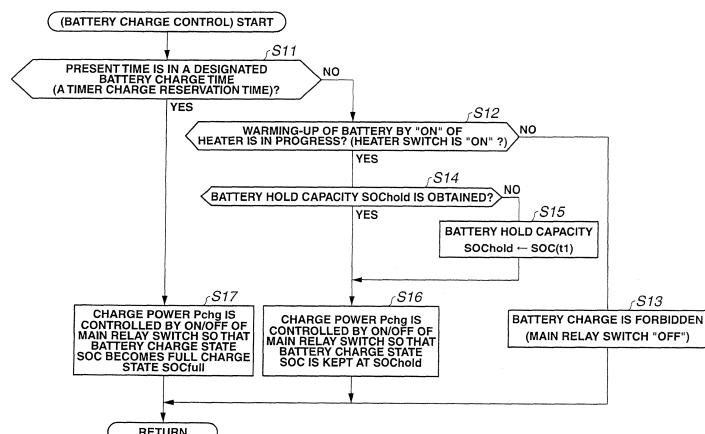 (BATTERY CHARGE CONTROL) START
S11
PRESENT TIME IS IN A DESIGNATED
BATTERY CHARGE TIME
(A TIMER CHARGE RESERVATION TIME)?
NO
YES
S12
WARMING-UP OF BATTERY BY "ON" OF
HEATER IS IN PROGRESS? (HEATER SWITCH IS "ON" ?)
NO
YES
S14
BATTERY HOLD CAPACITY SOChold IS OBTAINED?
NO
YES
S15
BATTERY HOLD CAPACITY
SOChold ← SOC(t1)
S17
CHARGE POWER Pchg IS
CONTROLLED BY ON/OFF OF
MAIN RELAY SWITCH SO THAT
BATTERY CHARGE STATE
SOC BECOMES FULL CHARGE
STATE SOCfull
S16
CHARGE POWER Pchg IS
CONTROLLED BY ON/OFF OF
MAIN RELAY SWITCH SO THAT
BATTERY CHARGE STATE
SOC IS KEPT AT SOChold
S13
BATTERY CHARGE IS FORBIDDEN
(MAIN RELAY SWITCH "OFF")
RETURN